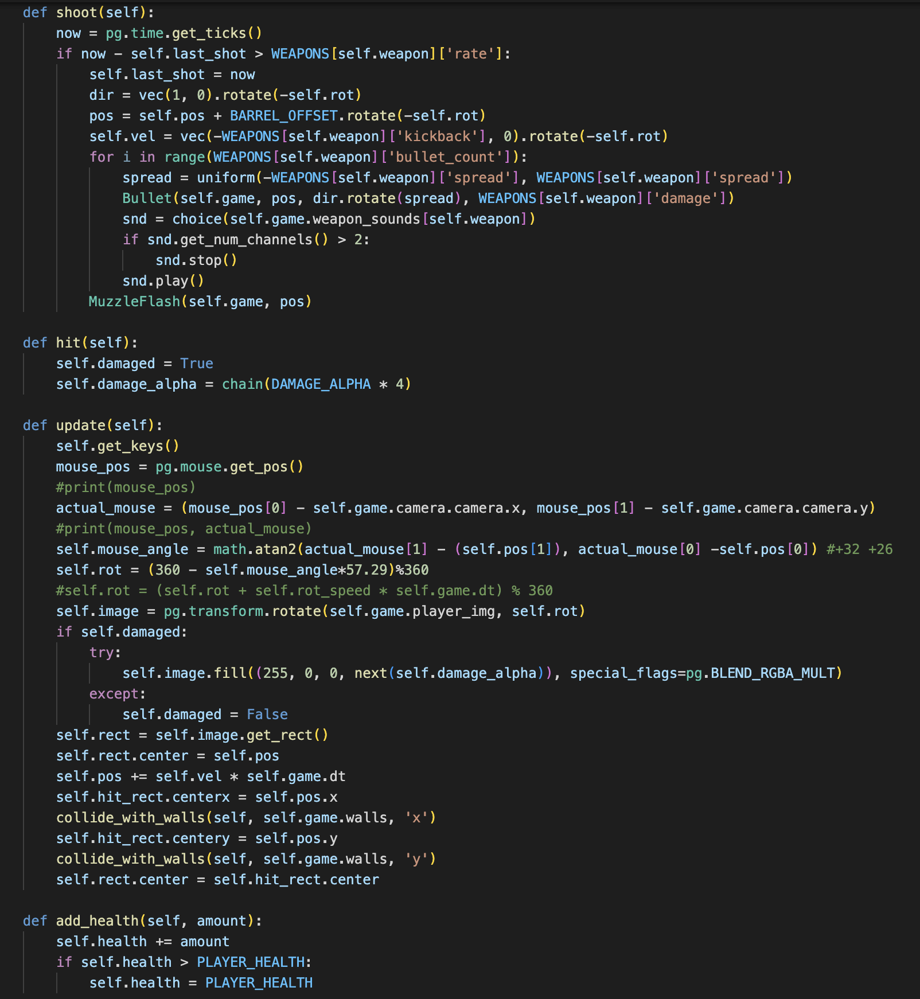 def shoot(self):
    now = pg.time.get_ticks()
    if now - self.last_shot > WEAPONS[self.weapon]['rate']:
        self.last_shot = now
        dir = vec(1, 0).rotate(-self.rot)
        pos = self.pos + BARREL_OFFSET.rotate(-self.rot)
        self.vel = vec(-WEAPONS[self.weapon]['kickback'], 0).rotate(-self.rot)
        for i in range(WEAPONS[self.weapon]['bullet_count']):
            spread = uniform(-WEAPONS[self.weapon]['spread'], WEAPONS[self.weapon]['spread'])
            Bullet(self.game, pos, dir.rotate(spread), WEAPONS[self.weapon]['damage'])
            snd = choice(self.game.weapon_sounds[self.weapon])
            if snd.get_num_channels() > 2:
                snd.stop()
            snd.play()
        MuzzleFlash(self.game, pos)

def hit(self):
    self.damaged = True
    self.damage_alpha = chain(DAMAGE_ALPHA * 4)

def update(self):
    self.get_keys()
    mouse_pos = pg.mouse.get_pos()
    #print(mouse_pos)
    actual_mouse = (mouse_pos[0] - self.game.camera.camera.x, mouse_pos[1] - self.game.camera.camera.y)
    #print(mouse_pos, actual_mouse)
    self.mouse_angle = math.atan2(actual_mouse[1] - (self.pos[1]), actual_mouse[0] -self.pos[0]) #+32 +26
    self.rot = (360 - self.mouse_angle*57.29)%360
    #self.rot = (self.rot + self.rot_speed * self.game.dt) % 360
    self.image = pg.transform.rotate(self.game.player_img, self.rot)
    if self.damaged:
        try:
            self.image.fill((255, 0, 0, next(self.damage_alpha)), special_flags=pg.BLEND_RGBA_MULT)
        except:
            self.damaged = False
    self.rect = self.image.get_rect()
    self.rect.center = self.pos
    self.pos += self.vel * self.game.dt
    self.hit_rect.centerx = self.pos.x
    collide_with_walls(self, self.game.walls, 'x')
    self.hit_rect.centery = self.pos.y
    collide_with_walls(self, self.game.walls, 'y')
    self.rect.center = self.hit_rect.center

def add_health(self, amount):
    self.health += amount
    if self.health > PLAYER_HEALTH:
        self.health = PLAYER_HEALTH